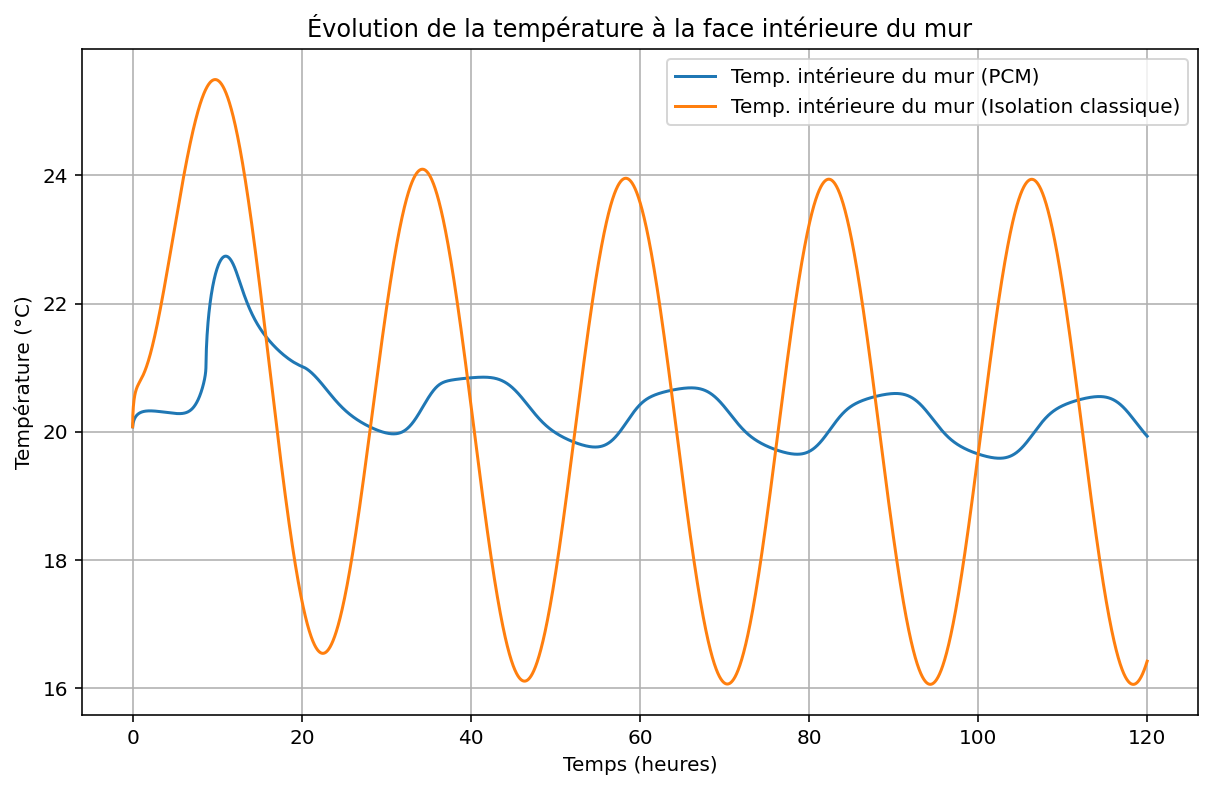 Évolution de la température à la face intérieure du mur
Temp. intérieure du mur (PCM)
Temp. intérieure du mur (Isolation classique)
Température (°C)
24
22
20
18
16
0 20 40 60 80 100 120
Temps (heures)